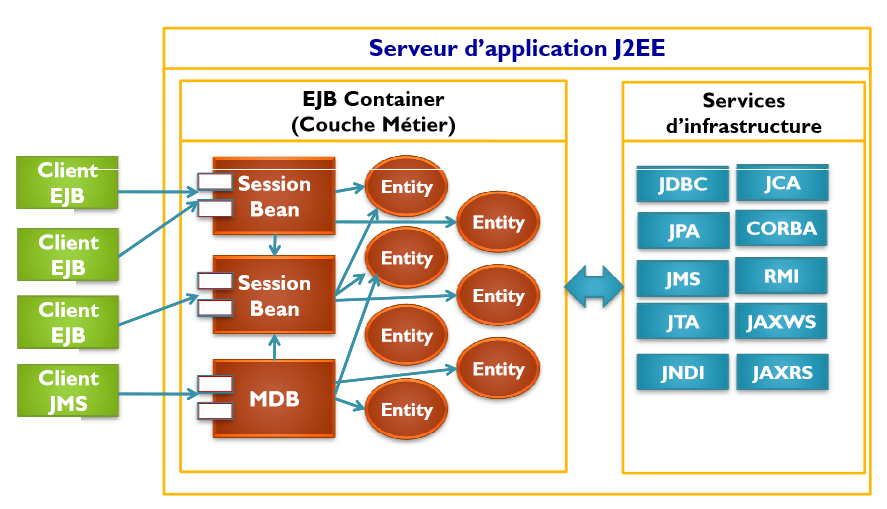 Serveur d'application J2EE
EJB Container
(Couche Métier)
Services
d'infrastructure
Client
EJB
Client
EJB
Client
EJB
Client
JMS
Session
Bean
Session
Bean
MDB
Entity
Entity
Entity
Entity
Entity
Entity
Entity
JDBC
JCA
JPA
CORBA
JMS
RMI
JTA
JAXWS
JNDI
JAXRS